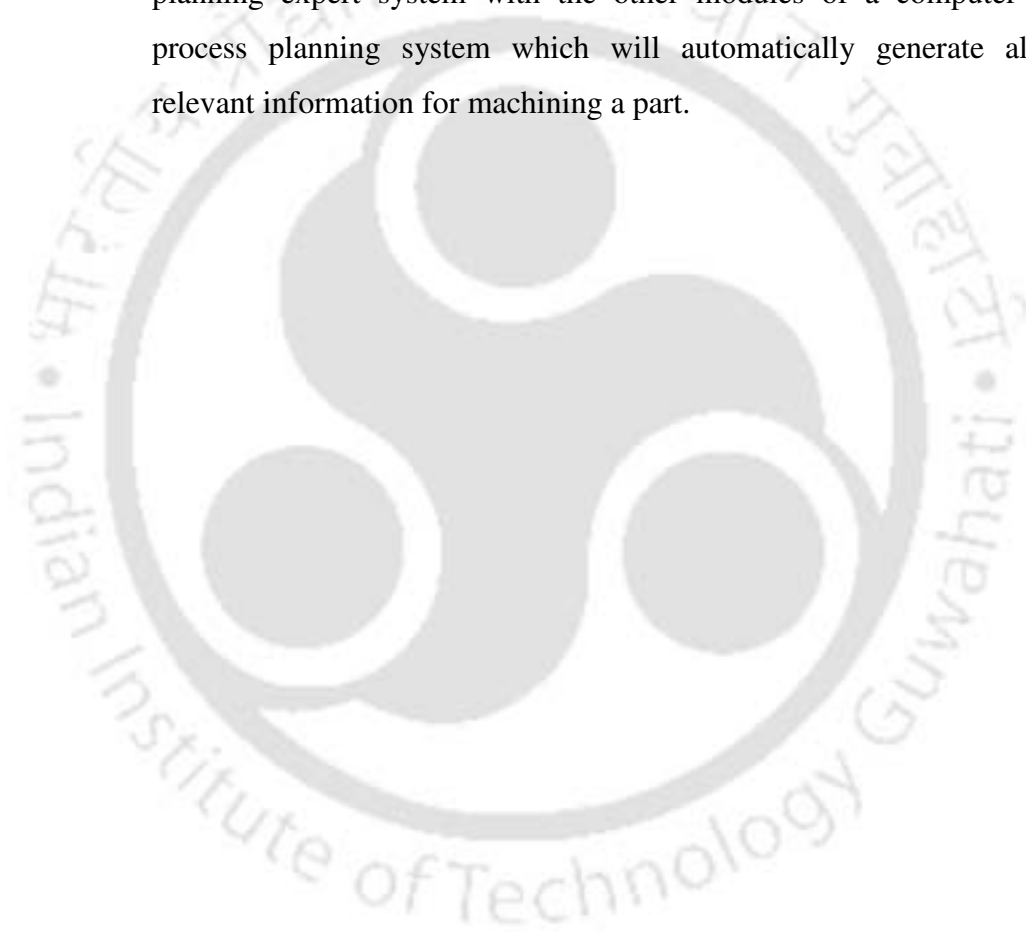 planning expert system with the other modules of a computer
process planning system which will automatically generate al
relevant information for machining a part.
भारतीय
गुवाहाटी
• Indian Institute of Technology Guwahati •